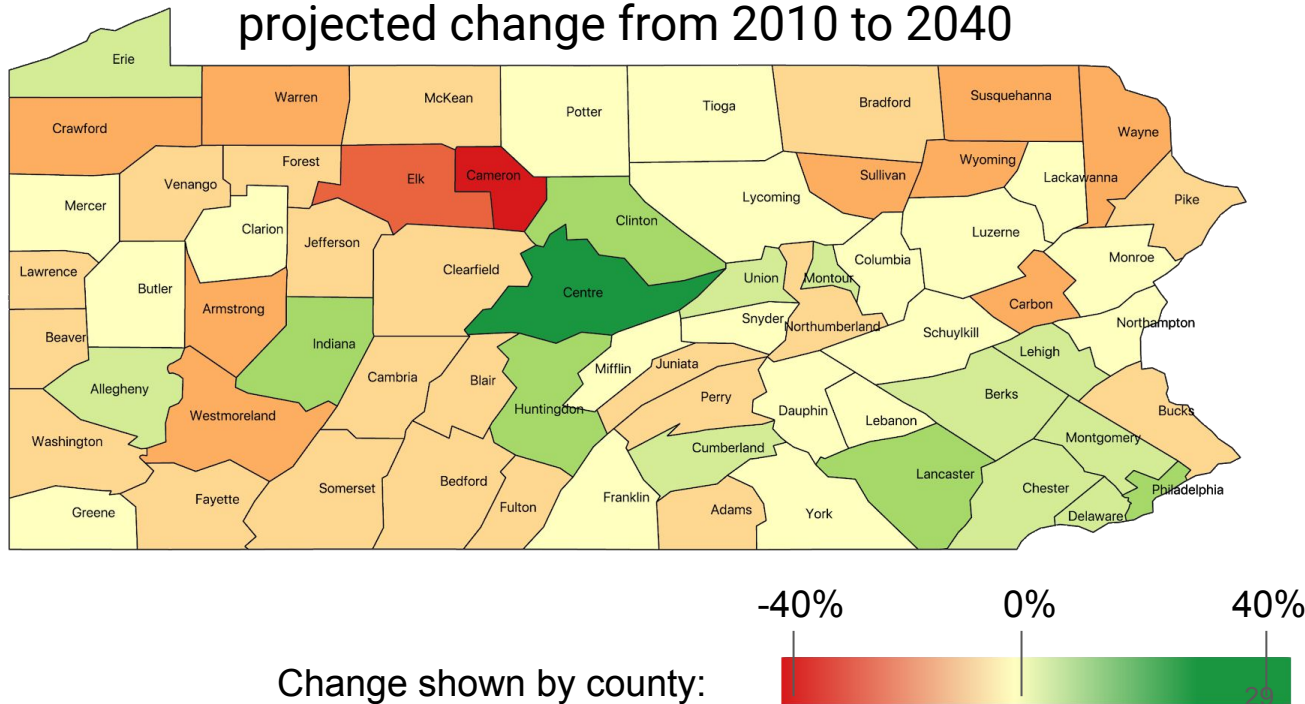 projected change from 2010 to 2040
Erie
Warren
McKean
Potter
Tioga
Bradford
Susquehanna
Wayne
Crawford
Forest
Elk
Cameron
Sullivan
Wyoming
Lackawanna
Pike
Mercer
Venango
Clarion
Jefferson
Clinton
Lycoming
Luzerne
Monroe
Lawrence
Butler
Armstrong
Clearfield
Centre
Union
Montour
Columbia
Carbon
Beaver
Indiana
Snyder
Northumberland
Schuylkill
Northampton
Allegheny
Cambria
Blair
Mifflin
Juniata
Lehigh
Westmoreland
Huntingdon
Perry
Dauphin
Lebanon
Berks
Bucks
Washington
Cumberland
Montgomery
Greene
Fayette
Somerset
Bedford
Fulton
Franklin
Adams
York
Lancaster
Chester
Delaware
Philadelphia
-40% 0% 40%
Change shown by county:
29